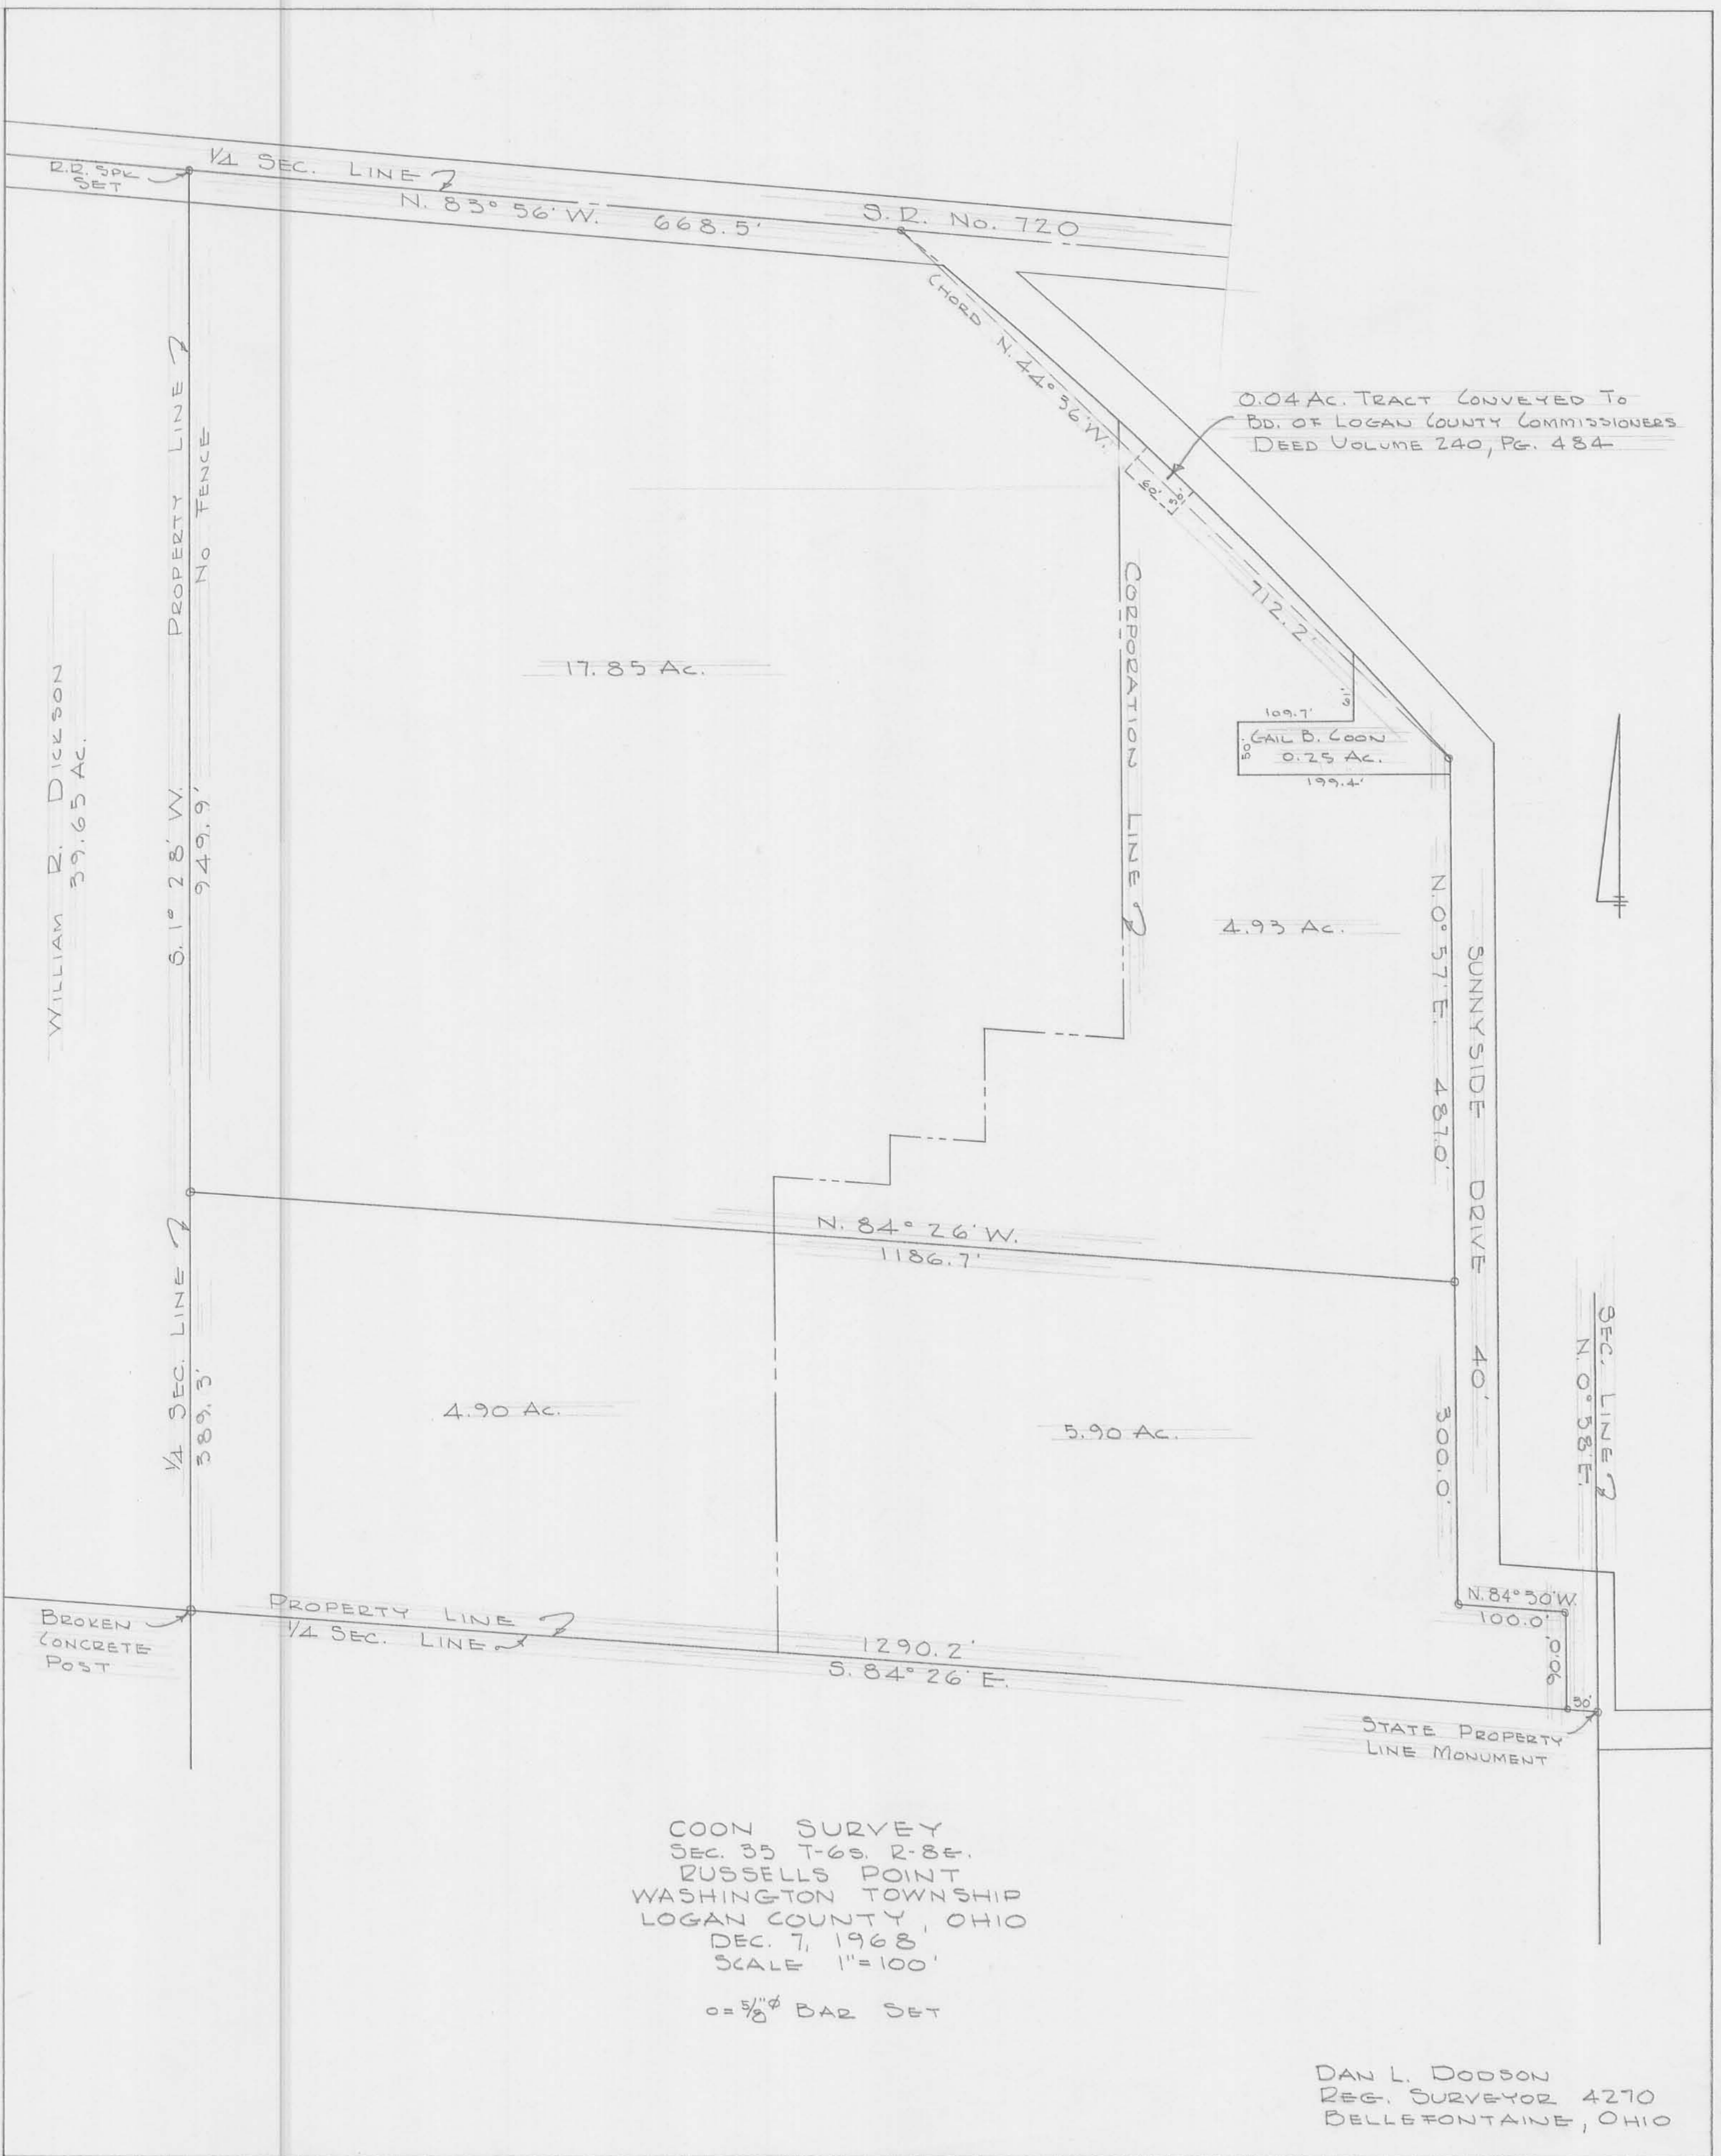 1/4 SEC. LINE
R.R. SPK
SET
N. 83° 56' W. 668.5'
S.R. No. 720
CHORD N. 44° 36' W.
712.2'
0.04 AC. TRACT CONVEYED TO
BD. OF LOGAN COUNTY COMMISSIONERS
DEED VOLUME 240, PG. 484
60'
PROPERTY LINE
NO FENCE
S. 1° 28' W.
949.9'
WILLIAM R. DICKSON
39.65 AC.
17.85 AC.
CORPORATION LINE
109.7'
50'
GAIL B. COON
0.25 AC.
199.4'
4.93 AC.
N. 0° 57' E. 487.0'
SUNNYSIDE DRIVE 40'
N. 84° 26' W.
1186.7'
1/4 SEC. LINE
389.3'
4.90 AC.
5.90 AC.
300.0'
SEC. LINE
N. 0° 58' E.
BROKEN
CONCRETE
POST
PROPERTY LINE
1/4 SEC. LINE
1290.2'
S. 84° 26' E.
N. 84° 30' W.
100.0'
90.0'
30'
STATE PROPERTY
LINE MONUMENT
COON SURVEY
SEC. 35 T-6S. R-8E.
RUSSELLS POINT
WASHINGTON TOWNSHIP
LOGAN COUNTY, OHIO
DEC. 7, 1968
SCALE 1"=100'
o= 5/8"ø BAR SET
DAN L. DODSON
REG. SURVEYOR 4270
BELLEFONTAINE, OHIO